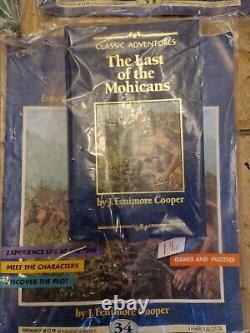 CLASSIC ADVENTURES
The Last
of the
Mohicans
by J. Fenimore Cooper
EXPERIENCE LIFE AT
MEET THE CHARACTERS
DISCOVER THE PLOT
Plus
GAMES AND PUZZLES
by J. Fenimore Cooper
34